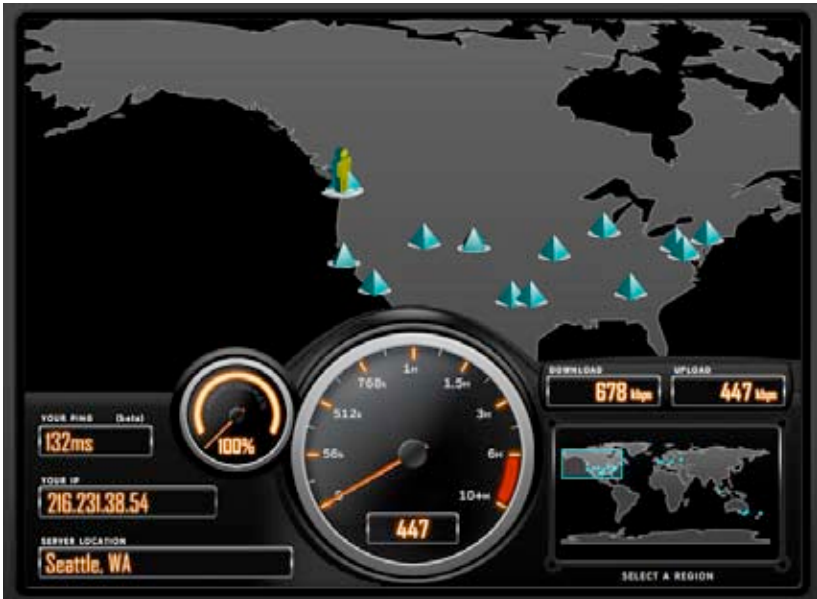 DOWNLOAD
678 kbps
UPLOAD
447 kbps
YOUR PING (beta)
132ms
YOUR IP
216.231.38.54
SERVER LOCATION
Seattle, WA
100%
0
56k
512k
768k
1M
1.5M
3M
6M
10+M
447
SELECT A REGION